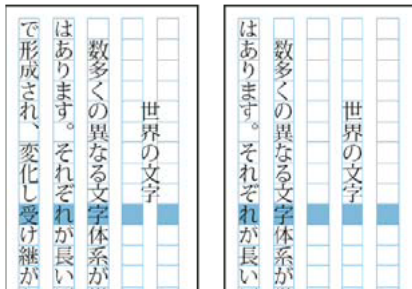 世界の文字
数多くの異なる文字体系が
はあります。それぞれが長い
で形成され、変化し受け継が
世界の文字
数多くの異なる文字体系が
はあります。それぞれが長い